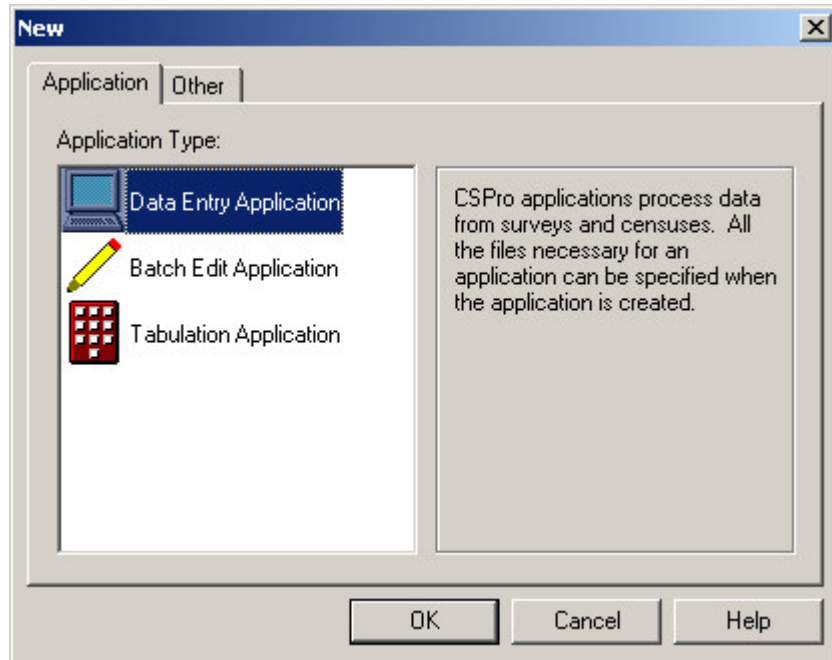 New
Application Other
Application Type:
Data Entry Application
Batch Edit Application
Tabulation Application
CSPro applications process data
from surveys and censuses. All
the files necessary for an
application can be specified when
the application is created.
OK Cancel Help